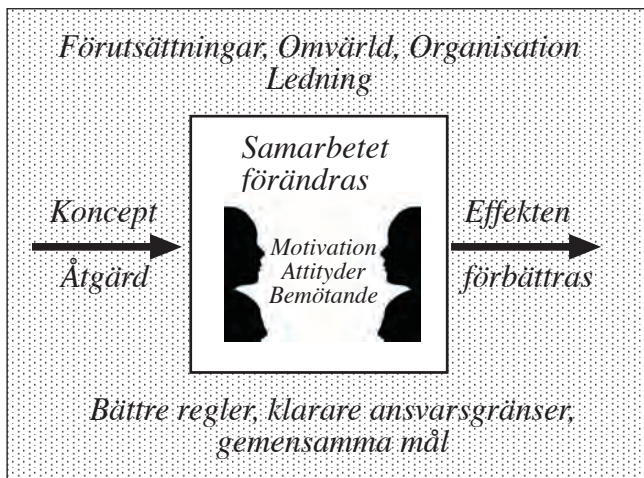 Förutsättningar, Omvärld, Organisation
Ledning
Samarbetet
förändras
Koncept
Åtgärd
Motivation
Attityder
Bemötande
Effekten
förbättras
Bättre regler, klarare ansvarsgränser,
gemensamma mål